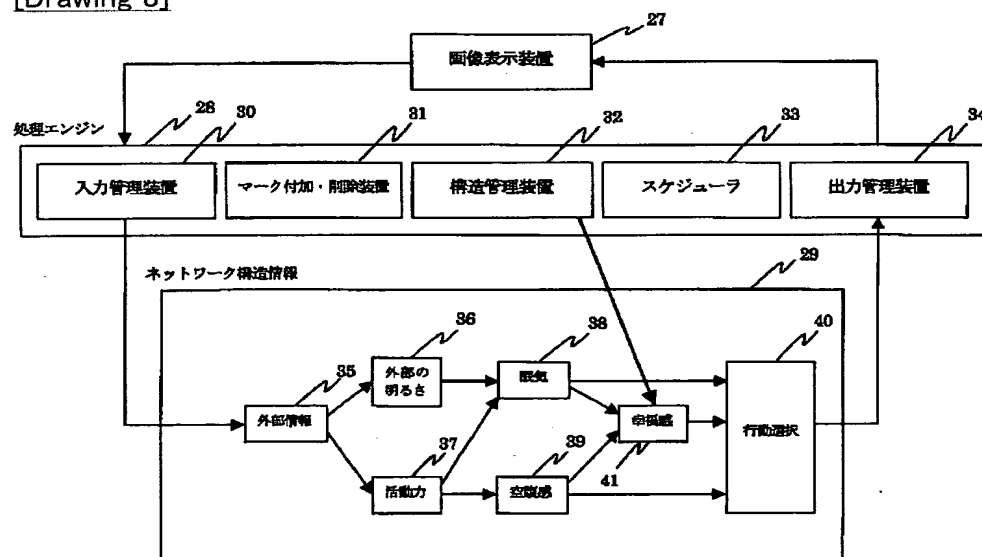 [Drawing 8]
27
画像表示装置
処理エンジン
28
30
31
32
33
34
入力管理装置
マーク付加・削除装置
構造管理装置
スケジューラ
出力管理装置
ネットワーク構造情報
29
36
38
40
35
外部の
明るさ
眠気
外部情報
幸福感
行動選択
37
39
41
活動力
空腹感